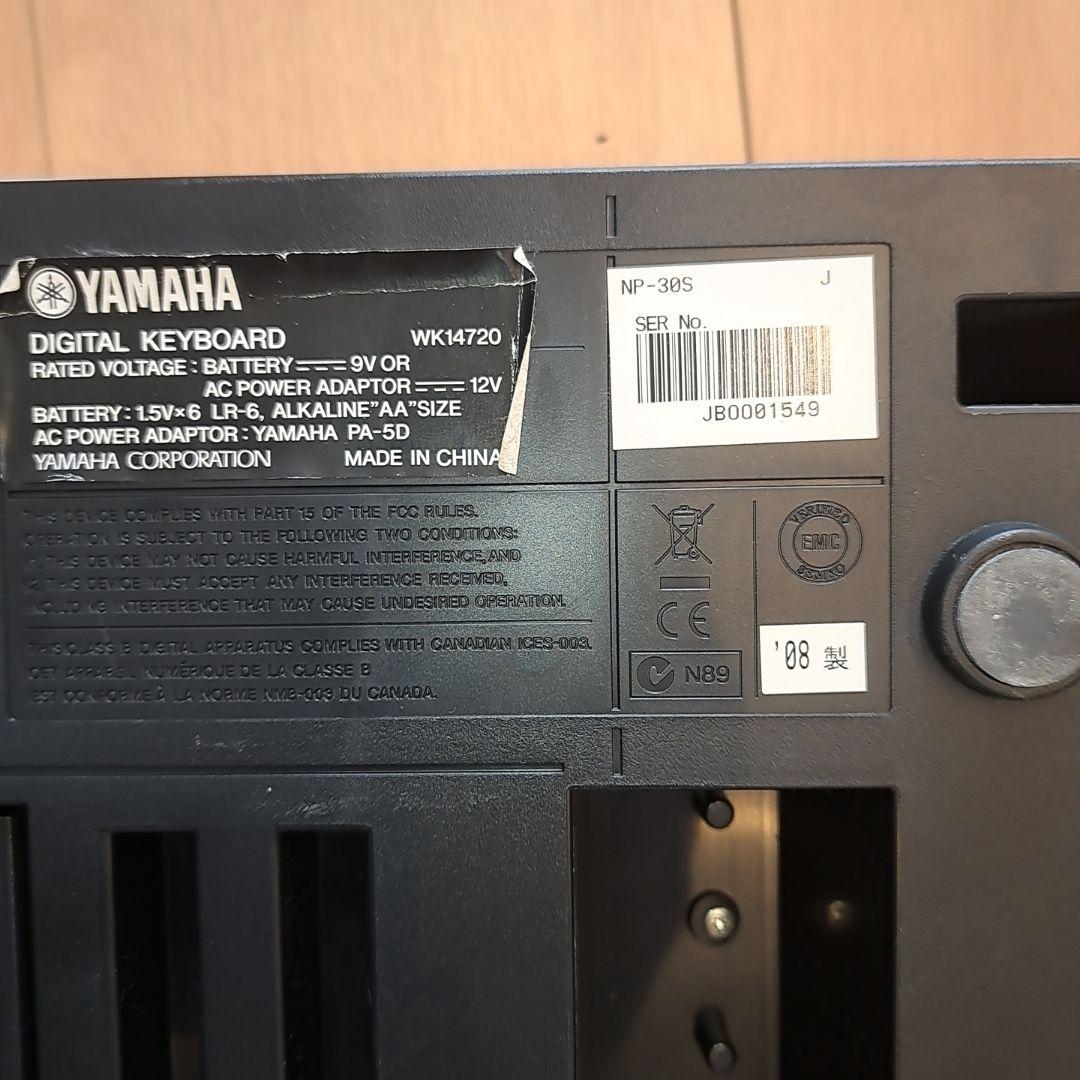 YAMAHA
DIGITAL KEYBOARD WK14720
RATED VOLTAGE : BATTERY 9V OR
AC POWER ADAPTOR 12V
BATTERY : 1.5V×6 LR-6, ALKALINE"AA"SIZE
AC POWER ADAPTOR : YAMAHA PA-5D
YAMAHA CORPORATION MADE IN CHINA
NP-30S J
SER No.
JB0001549
THIS DEVICE COMPLIES WITH PART 15 OF THE FCC RULES.
OPERATION IS SUBJECT TO THE FOLLOWING TWO CONDITIONS:
THIS DEVICE MAY NOT CAUSE HARMFUL INTERFERENCE, AND
THIS DEVICE MUST ACCEPT ANY INTERFERENCE RECEIVED,
INCLUDING INTERFERENCE THAT MAY CAUSE UNDESIRED OPERATION.
THIS CLASS B DIGITAL APPARATUS COMPLIES WITH CANADIAN ICES-003.
CET APPAREIL NUMÉRIQUE DE LA CLASSE B
EST CONFORME À LA NORME NMB-003 DU CANADA.
VERIFIED
EMC
SEMKO
CE
N89
'08 製